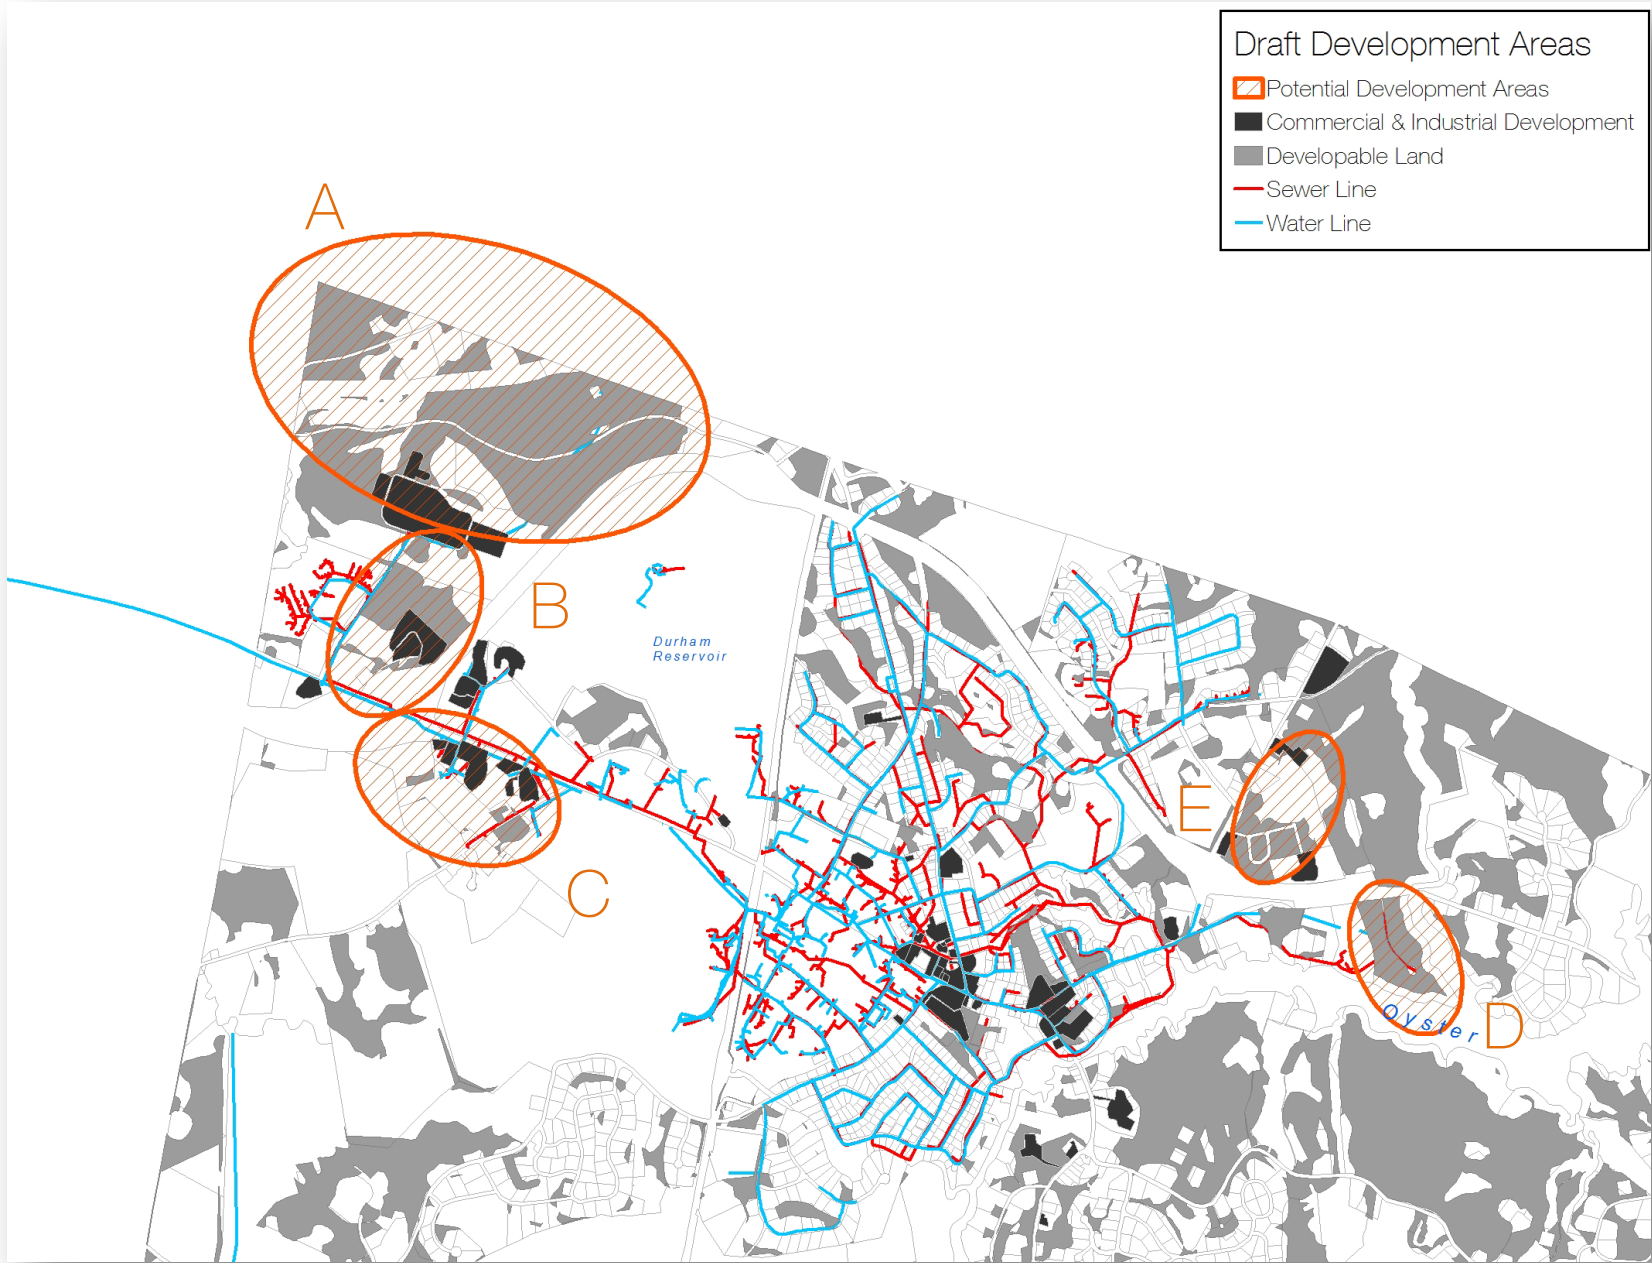 Draft Development Areas
Potential Development Areas
Commercial & Industrial Development
Developable Land
Sewer Line
Water Line
A
B
Durham
Reservoir
E
C
Oyster
D